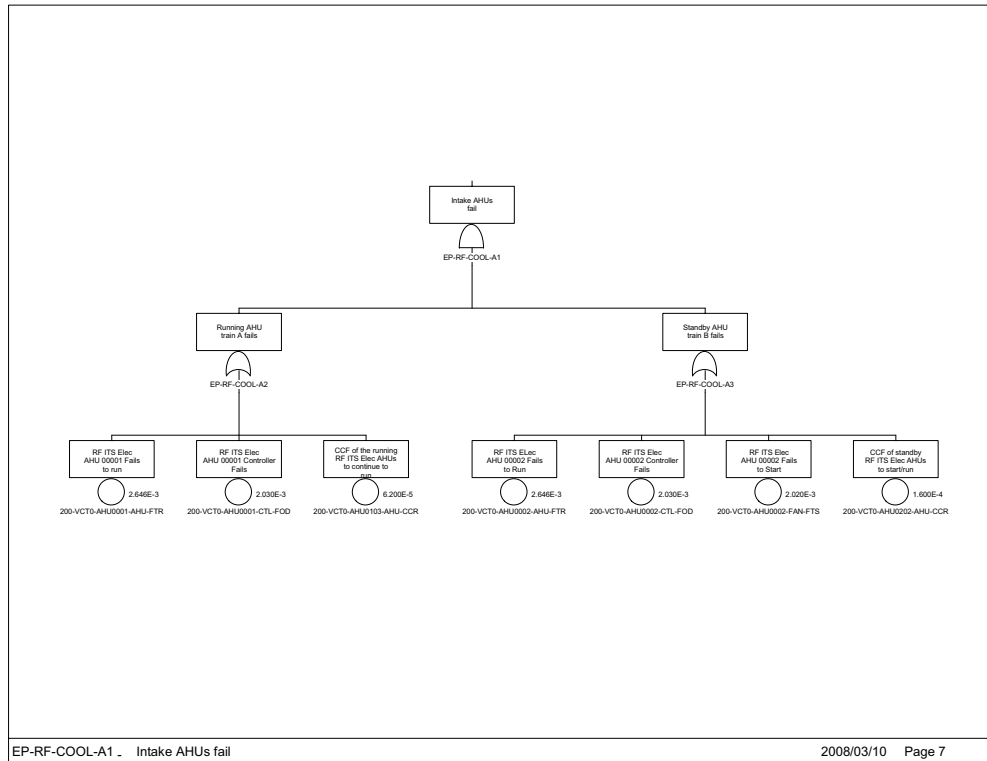 Intake AHUs
fail
EP-RF-COOL-A1
Running AHU
train A fails
EP-RF-COOL-A2
Standby AHU
train B fails
EP-RF-COOL-A3
RF ITS Elec
AHU 00001 Fails
to run
2.646E-3
200-VCT0-AHU0001-AHU-FTR
RF ITS Elec
AHU 00001 Controller
Fails
2.030E-3
200-VCT0-AHU0001-CTL-FOD
CCF of the running
RF ITS Elec AHUs
to continue to
run
6.200E-5
200-VCT0-AHU0103-AHU-CCR
RF ITS ELec
AHU 00002 Fails
to Run
2.646E-3
200-VCT0-AHU0002-AHU-FTR
RF ITS Elec
AHU 00002 Controller
Fails
2.030E-3
200-VCT0-AHU0002-CTL-FOD
RF ITS Elec
AHU 00002 Fails
to Start
2.020E-3
200-VCT0-AHU0002-FAN-FTS
CCF of standby
RF ITS Elec AHUs
to start/run
1.600E-4
200-VCT0-AHU0202-AHU-CCR
EP-RF-COOL-A1 - Intake AHUs fail
2008/03/10 Page 7